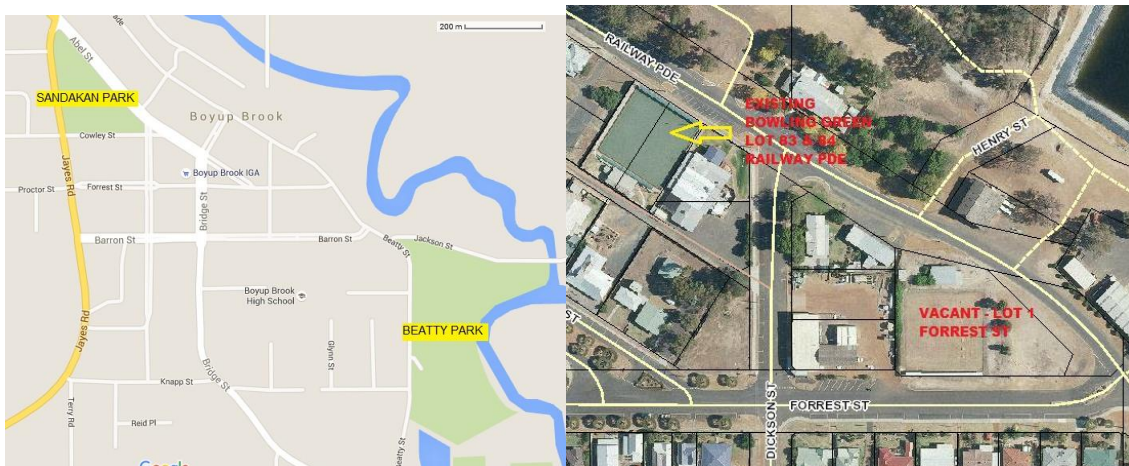 200 m
Abel St
SANDAKAN PARK
Boyup Brook
Cowley St
Jayes Rd
Boyup Brook IGA
Proctor St
Forrest St
Bridge St
Barron St
Barron St
Beatty St
Jackson St
Boyup Brook
High School
BEATTY PARK
Jayes Rd
Glynn St
Knapp St
Bridge St
Terry Rd
Reid Pl
Beatty St
Google
RAILWAY PDE
EXISTING
BOWLING GREEN
LOT 83 & 84
RAILWAY PDE
HENRY ST
VACANT - LOT 1
FORREST ST
ST
FORREST ST
DICKSON ST